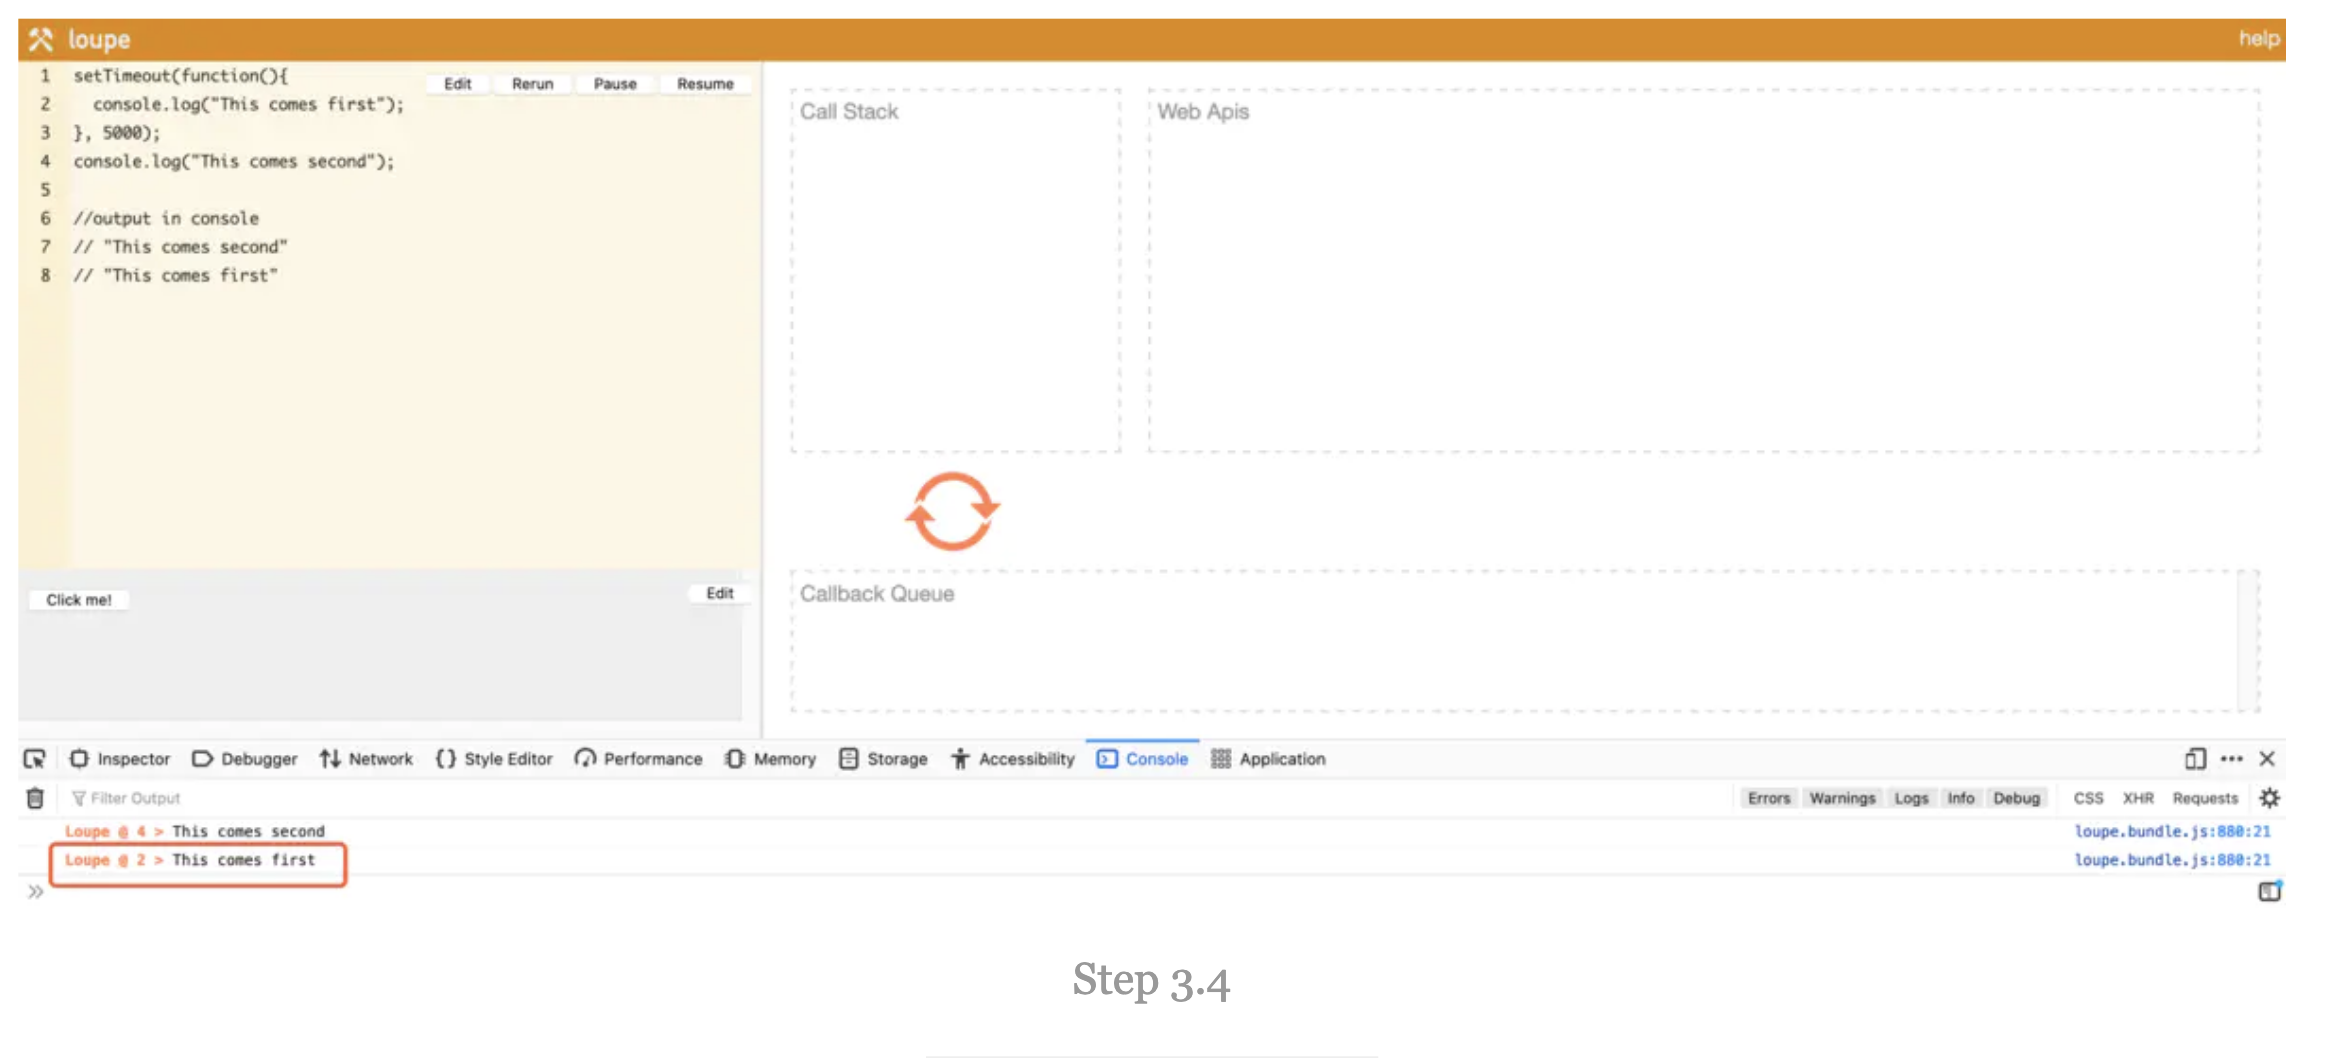 loupe
help
1 setTimeout(function(){
2   console.log("This comes first");
3 }, 5000);
4 console.log("This comes second");
5
6 //output in console
7 // "This comes second"
8 // "This comes first"
Edit Rerun Pause Resume
Call Stack
Web Apis
Click me!
Edit
Callback Queue
Inspector Debugger Network Style Editor Performance Memory Storage Accessibility Console Application
Filter Output
Errors Warnings Logs Info Debug CSS XHR Requests
Loupe @ 4 > This comes second loupe.bundle.js:880:21
Loupe @ 2 > This comes first loupe.bundle.js:880:21
Step 3.4